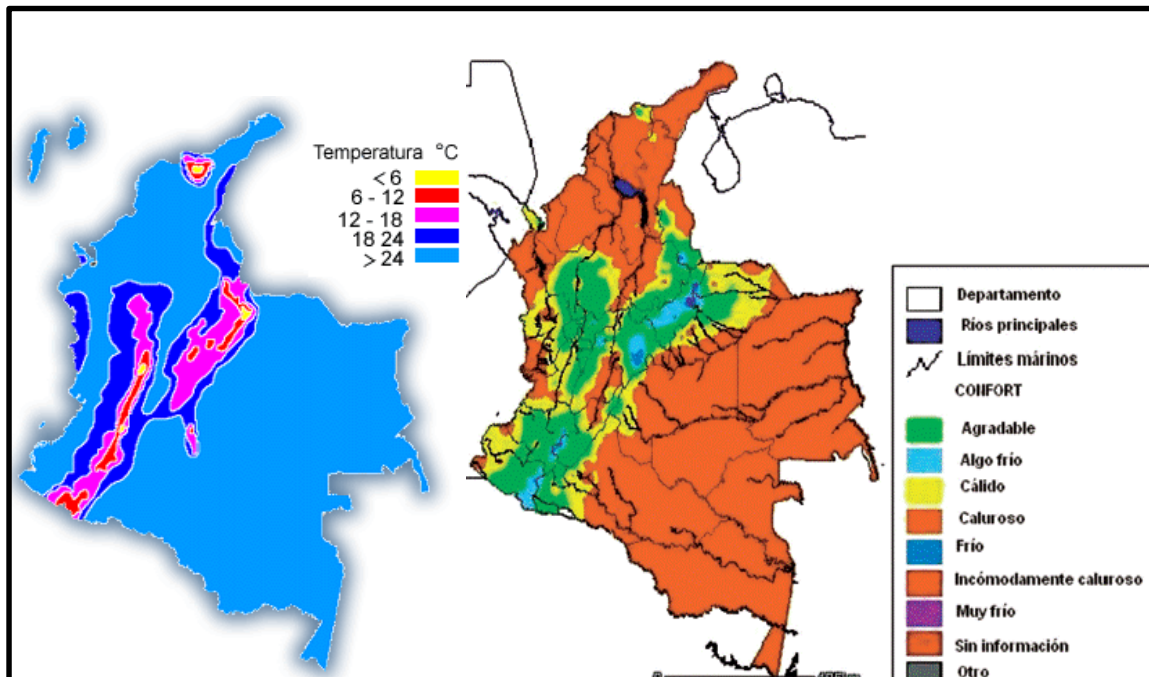 Temperatura °C
< 6
6 - 12
12 - 18
18 24
> 24
Departamento
Ríos principales
Límites márinos
CONFORT
Agradable
Algo frío
Cálido
Caluroso
Frío
Incómodamente caluroso
Muy frío
Sin información
Otro